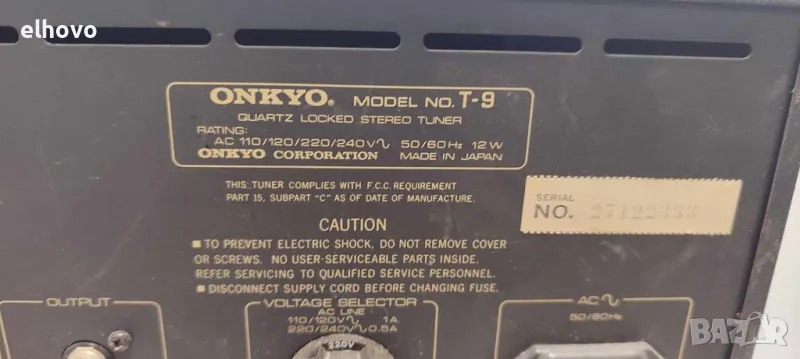 elhovo
ONKYO® MODEL NO. T-9
QUARTZ LOCKED STEREO TUNER
RATING:
AC 110/120/220/240V∿ 50/60Hz 12W
ONKYO CORPORATION MADE IN JAPAN
THIS TUNER COMPLIES WITH F.C.C. REQUIREMENT
PART 15, SUBPART "C" AS OF DATE OF MANUFACTURE.
SERIAL
NO. 27122333
CAUTION
■ TO PREVENT ELECTRIC SHOCK, DO NOT REMOVE COVER
OR SCREWS. NO USER-SERVICEABLE PARTS INSIDE.
REFER SERVICING TO QUALIFIED SERVICE PERSONNEL.
■ DISCONNECT SUPPLY CORD BEFORE CHANGING FUSE.
OUTPUT
VOLTAGE SELECTOR
AC LINE
110/120V∿ 1A
220/240V∿ 0.5A
220V
AC∿
50/60Hz
BAZAR